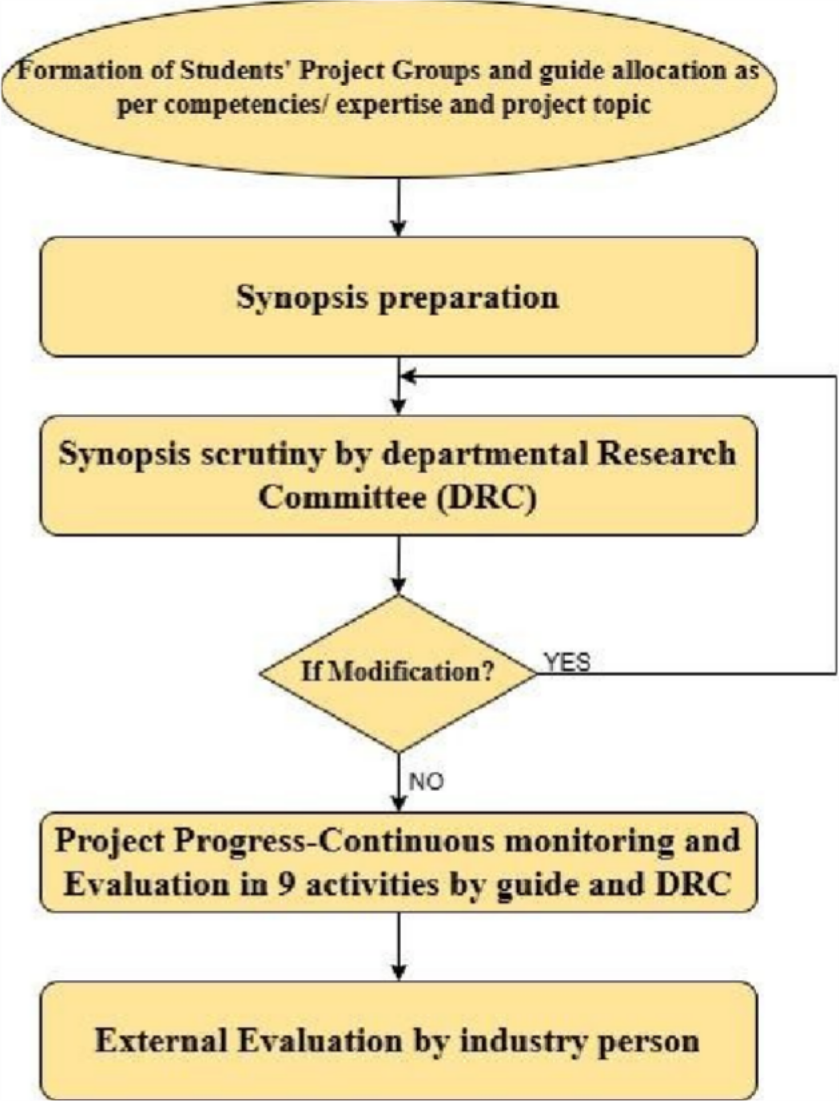 Formation of Students' Project Groups and guide allocation as
per competencies/ expertise and project topic
Synopsis preparation
Synopsis scrutiny by departmental Research
Committee (DRC)
If Modification?
YES
NO
Project Progress-Continuous monitoring and
Evaluation in 9 activities by guide and DRC
External Evaluation by industry person